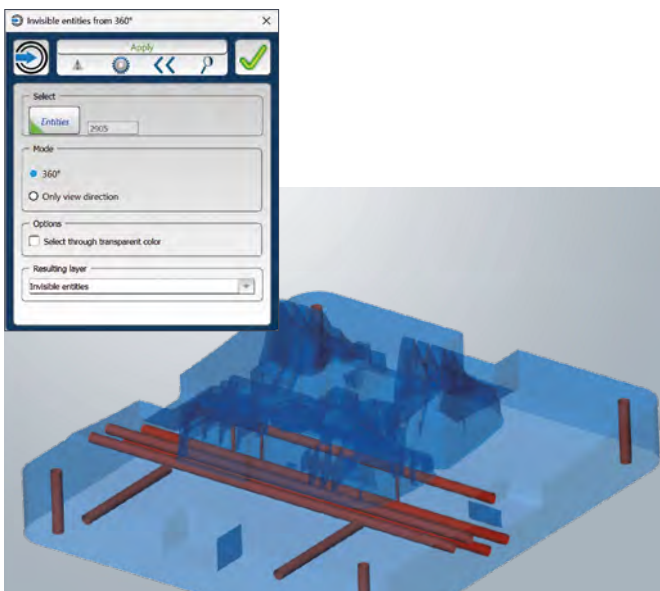 Invisible entities from 360°
Apply
Select
Entities
2905
Mode
360°
Only view direction
Options
Select through transparent color
Resulting layer
Invisible entities